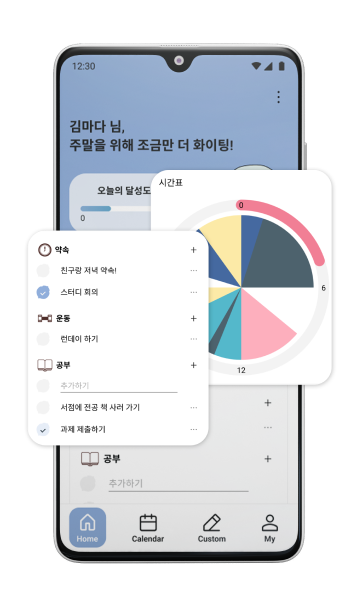 12:30
김마다 님,
주말을 위해 조금만 더 화이팅!
오늘의 달성도
0
시간표
0
6
12
약속
친구랑 저녁 약속!
스터디 회의
운동
런데이 하기
공부
추가하기
서점에 전공 책 사러 가기
과제 제출하기
공부
추가하기
Home
Calendar
Custom
My